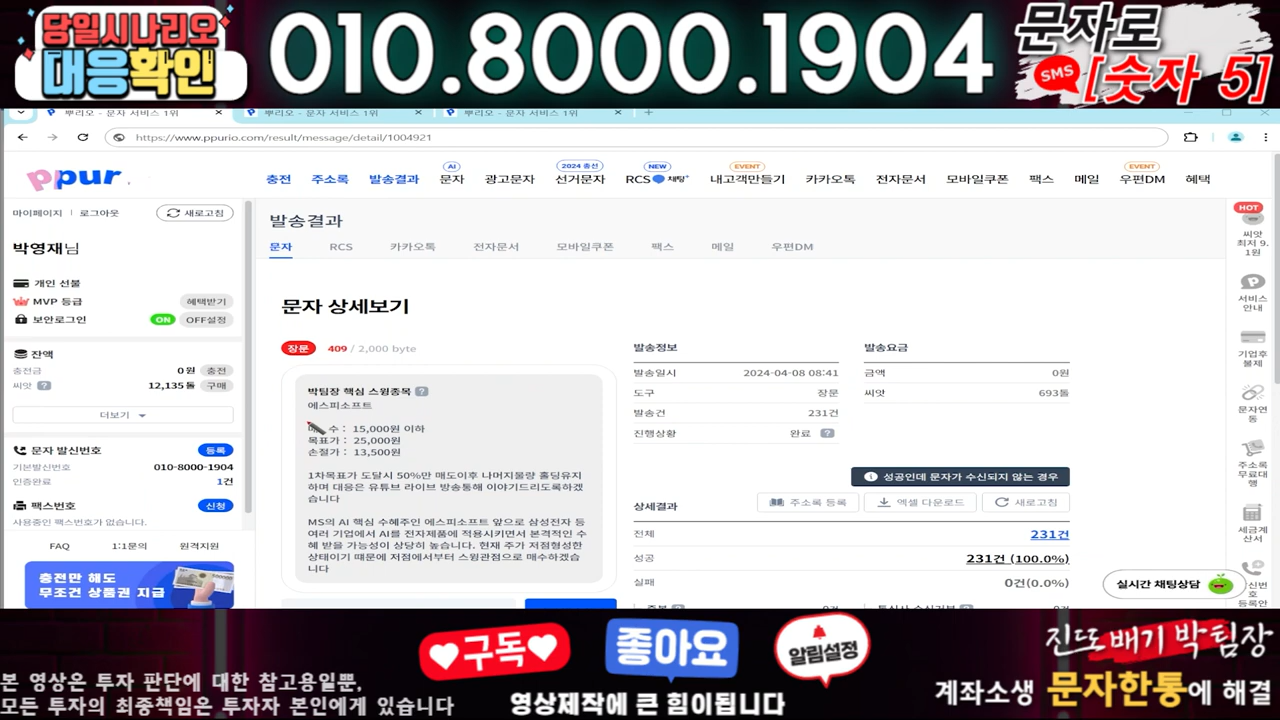 당일시나리오
대응확인
010.8000.1904
문자로
SMS
[숫자 5]
뿌리오 - 문자 서비스 1위
뿌리오 - 문자 서비스 1위
뿌리오 - 문자 서비스 1위
https://www.ppurio.com/result/message/detail/1004921
ppur
충전
주소록
발송결과
AI
문자
광고문자
2024 총선
선거문자
NEW
RCS 채팅+
EVENT
내고객만들기
카카오톡
전자문서
모바일쿠폰
팩스
메일
EVENT
우편DM
혜택
마이페이지 | 로그아웃
새로고침
박영재님
개인 선불
MVP 등급
혜택받기
보안로그인
ON
OFF설정
잔액
충전금
0원
충전
씨앗 ?
12,135톨
구매
더보기
문자 발신번호
등록
기본발신번호
010-8000-1904
인증완료
1건
팩스번호
신청
사용중인 팩스번호가 없습니다.
FAQ
1:1문의
원격지원
충전만 해도
무조건 상품권 지급
발송결과
문자
RCS
카카오톡
전자문서
모바일쿠폰
팩스
메일
우편DM
문자 상세보기
장문
409 / 2,000 byte
박팀장 핵심 스윙종목 ?
에스피소프트
수 : 15,000원 이하
목표가 : 25,000원
손절가 : 13,500원
1차목표가 도달시 50%만 매도이후 나머지물량 홀딩유지
하며 대응은 유튜브 라이브 방송통해 이야기드리도록하겠
습니다
MS의 AI 핵심 수혜주인 에스피소프트 앞으로 삼성전자 등
여러 기업에서 AI를 전자제품에 적용시키면서 본격적인 수
혜 받을 가능성이 상당히 높습니다. 현재 주가 저점형성한
상태이기 때문에 저점에서부터 스윙관점으로 매수하겠습
니다
발송정보
발송일시
2024-04-08 08:41
도구
장문
발송건
231건
진행상황
완료 ?
발송요금
금액
0원
씨앗
693톨
성공인데 문자가 수신되지 않는 경우
상세결과
주소록 등록
엑셀 다운로드
새로고침
전체
231건
성공
231건 (100.0%)
실패
0건(0.0%)
HOT
씨앗
최저 9.
1원
서비스
안내
기업후
불제
문자연
동
주소록
무료대
행
세금계
산서
실시간 채팅상담
구독
좋아요
알림설정
진또배기 박팀장
본 영상은 투자 판단에 대한 참고용일뿐,
모든 투자의 최종책임은 투자자 본인에게 있습니다
영상제작에 큰 힘이됩니다
계좌소생 문자한통에 해결